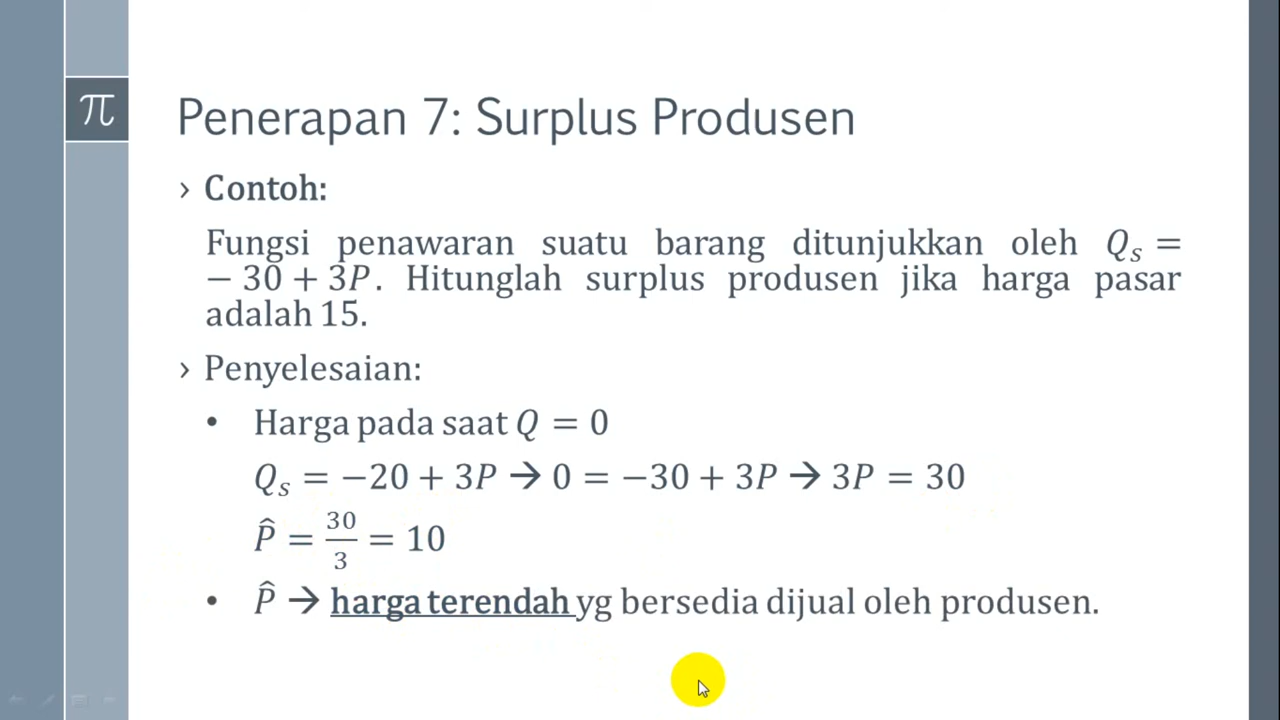 π
Penerapan 7: Surplus Produsen
› Contoh:
Fungsi penawaran suatu barang ditunjukkan oleh Qₛ =
− 30 + 3P. Hitunglah surplus produsen jika harga pasar
adalah 15.
› Penyelesaian:
• Harga pada saat Q = 0
Qₛ = −20 + 3P → 0 = −30 + 3P → 3P = 30
P̂ = 30/3 = 10
• P̂ → harga terendah yg bersedia dijual oleh produsen.